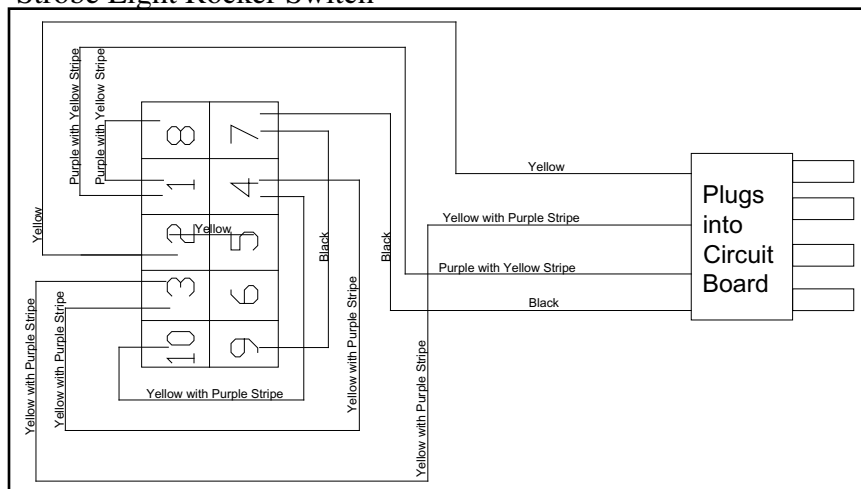 Strobe Light Rocker Switch
Purple with Yellow Stripe
Purple with Yellow Stripe
8
7
Yellow
Plugs
into
Circuit
Board
1
4
Yellow
Yellow with Purple Stripe
2
Yellow
5
Black
Black
Purple with Yellow Stripe
3
6
Black
10
9
Yellow with Purple Stripe
Yellow with Purple Stripe
Yellow with Purple Stripe
Yellow with Purple Stripe
Yellow with Purple Stripe